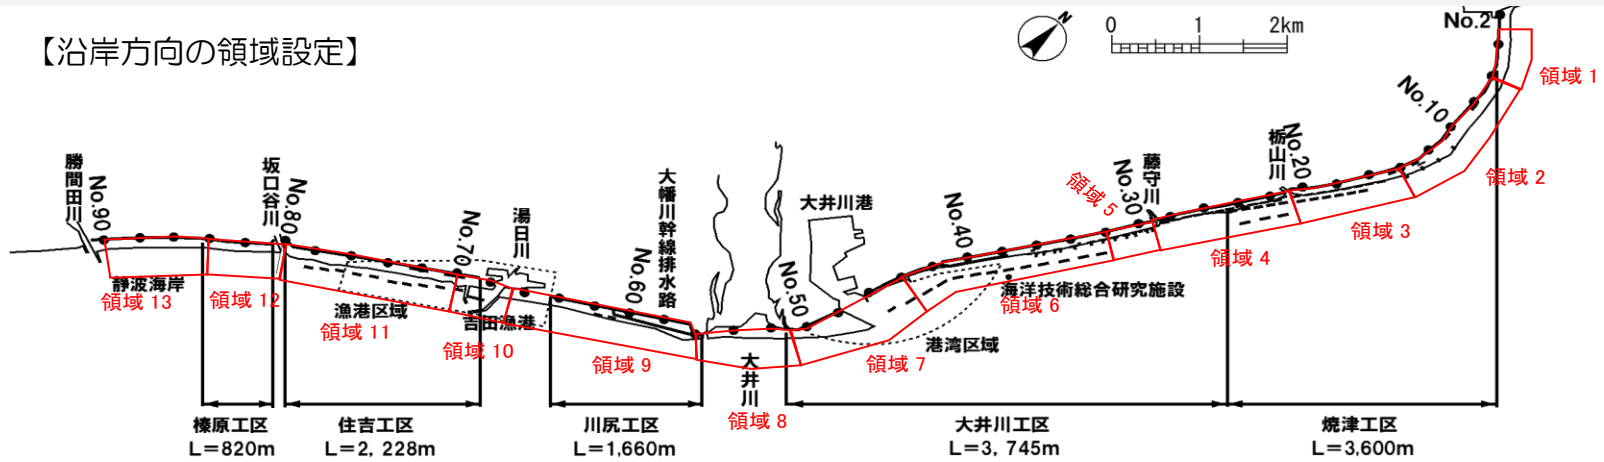 【沿岸方向の領域設定】
N
0 1 2km
No.2
領域 1
No.10
領域 2
栃山川
No.20
領域 3
藤守川
No.30
領域 4
領域 5
No.40
海洋技術総合研究施設
領域 6
大井川港
No.50
港湾区域
領域 7
大井川
領域 8
大幡川幹線排水路
No.60
領域 9
湯日川
No.70
吉田漁港
領域 10
漁港区域
領域 11
坂口谷川
No.80
領域 12
勝間田川
No.90
静波海岸
領域 13
榛原工区
L=820m
住吉工区
L=2, 228m
川尻工区
L=1,660m
大井川工区
L=3, 745m
焼津工区
L=3,600m